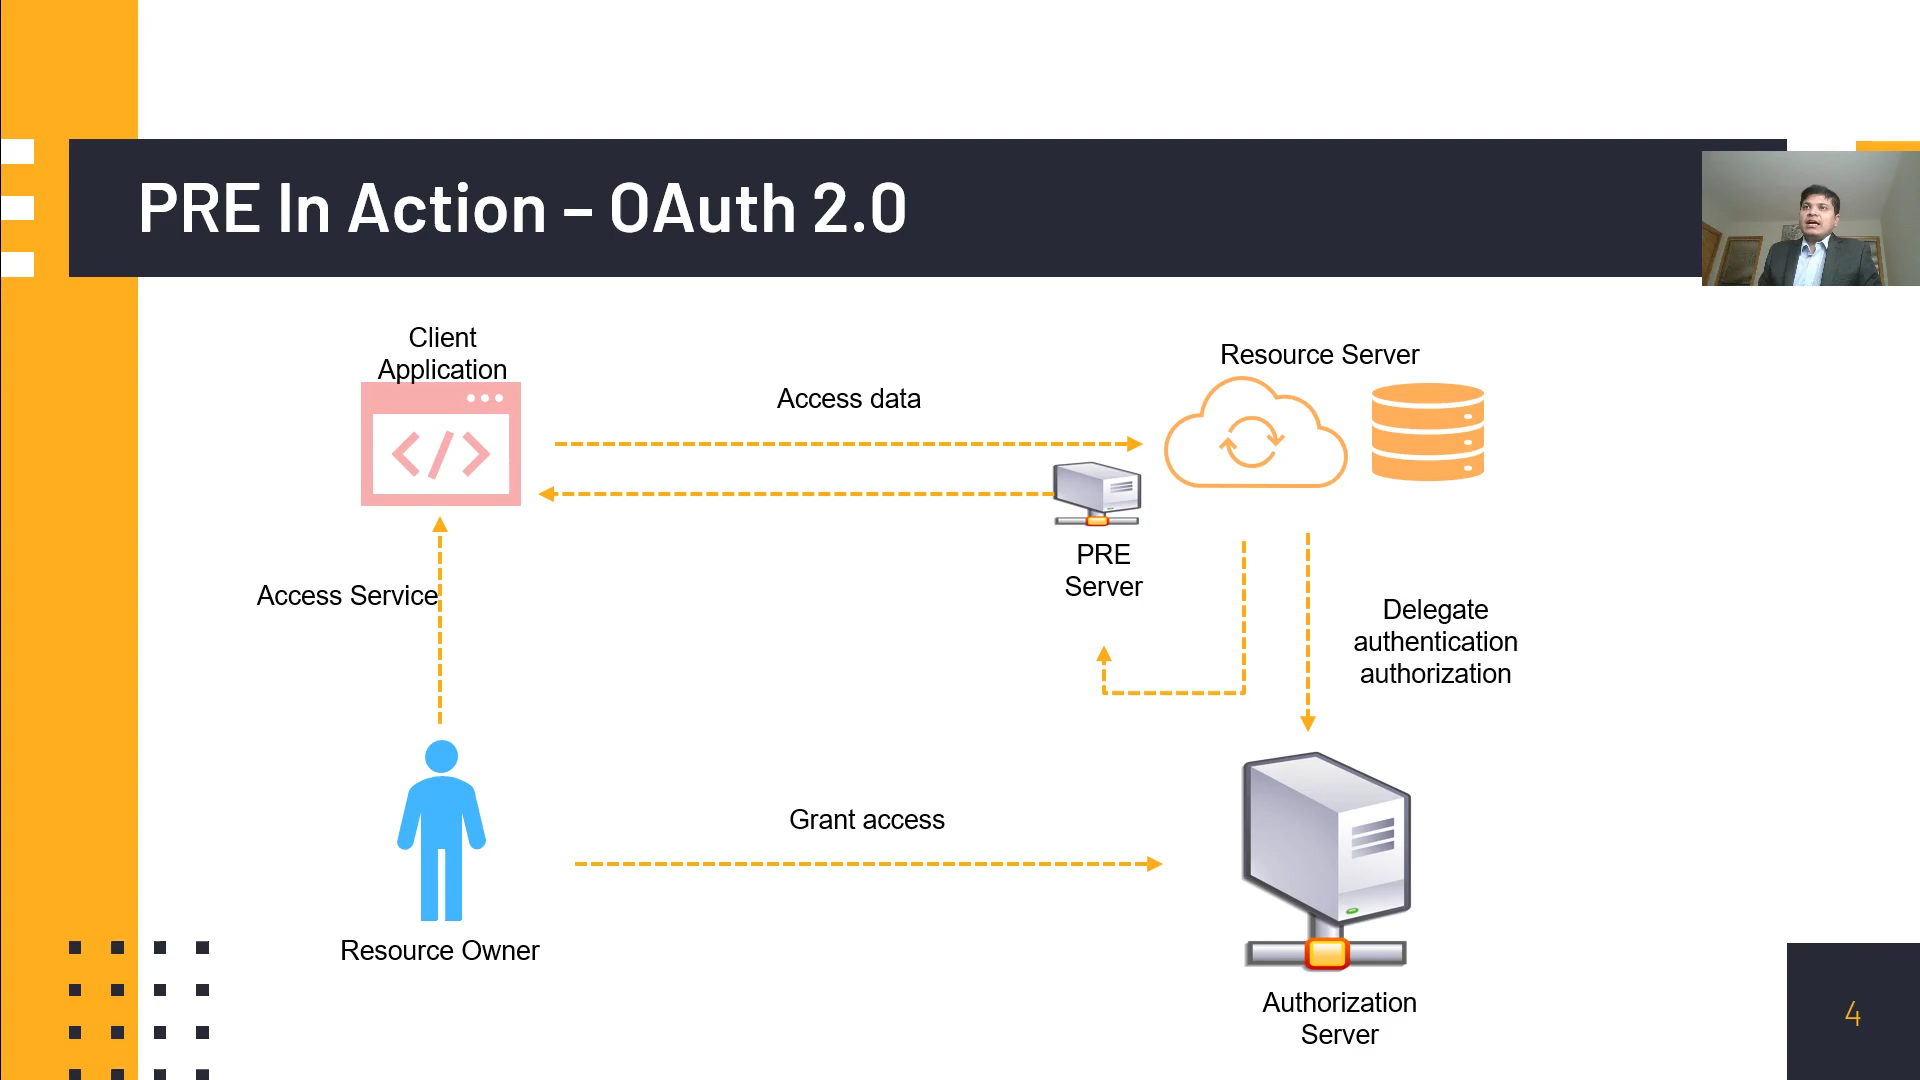 PRE In Action – OAuth 2.0
Client
Application
Resource Server
Access data
PRE
Server
Access Service
Delegate
authentication
authorization
Grant access
Resource Owner
Authorization
Server
4